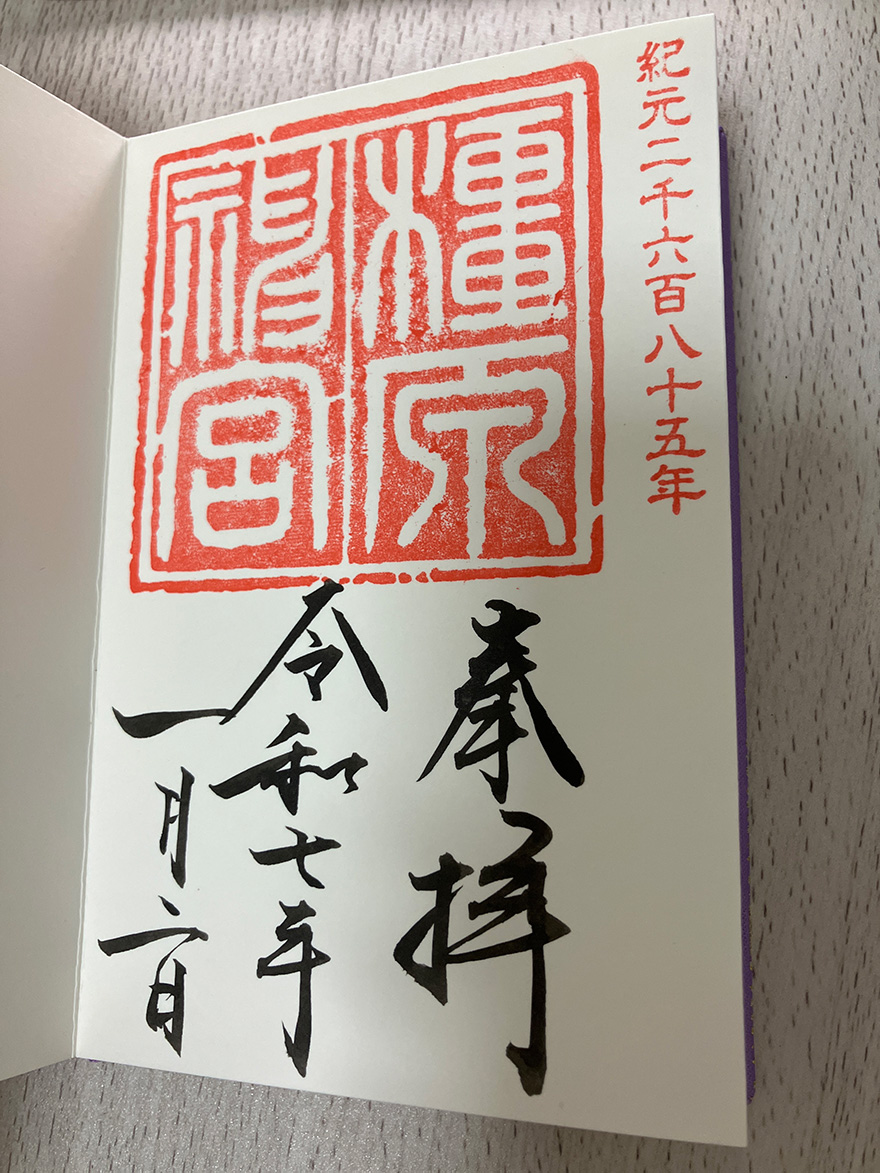 紀元二千六百八十五年
橿原
神宮
奉拝
令和七年
一月二日